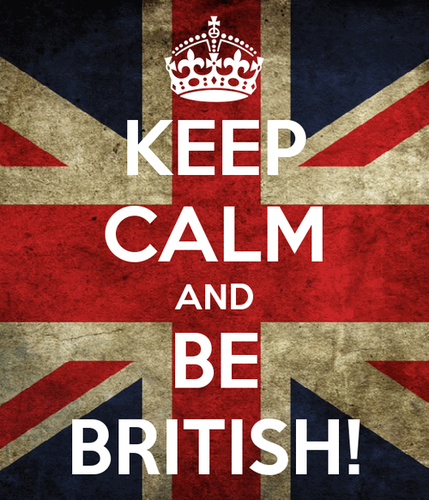 KEEP
CALM
AND
BE
BRITISH!